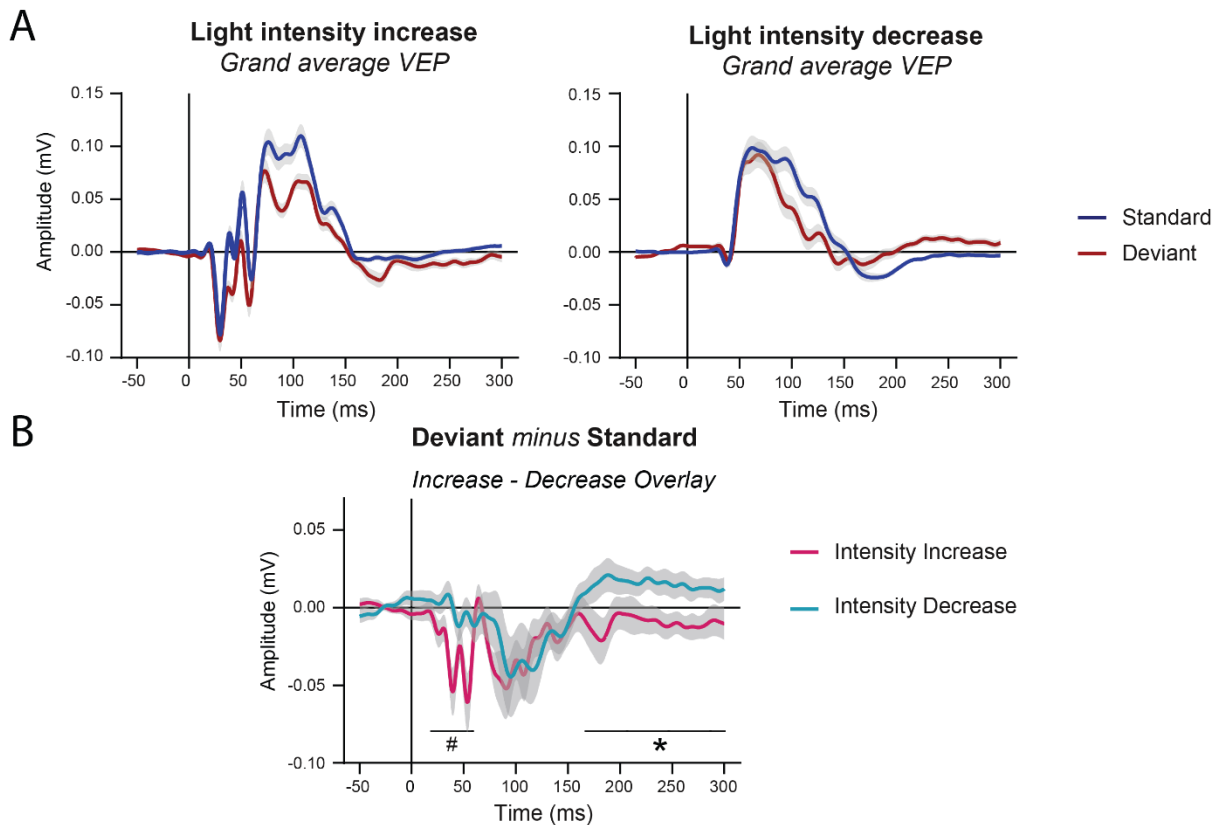 A
Light intensity increase
Grand average VEP
Light intensity decrease
Grand average VEP
Amplitude (mV)
0.15
0.10
0.05
0.00
-0.05
-0.10
-50 0 50 100 150 200 250 300
Time (ms)
0.15
0.10
0.05
0.00
-0.05
-0.10
-50 0 50 100 150 200 250 300
Time (ms)
Standard
Deviant
B
Deviant minus Standard
Increase - Decrease Overlay
Amplitude (mV)
0.05
0.00
-0.05
-0.10
# *
-50 0 50 100 150 200 250 300
Time (ms)
Intensity Increase
Intensity Decrease